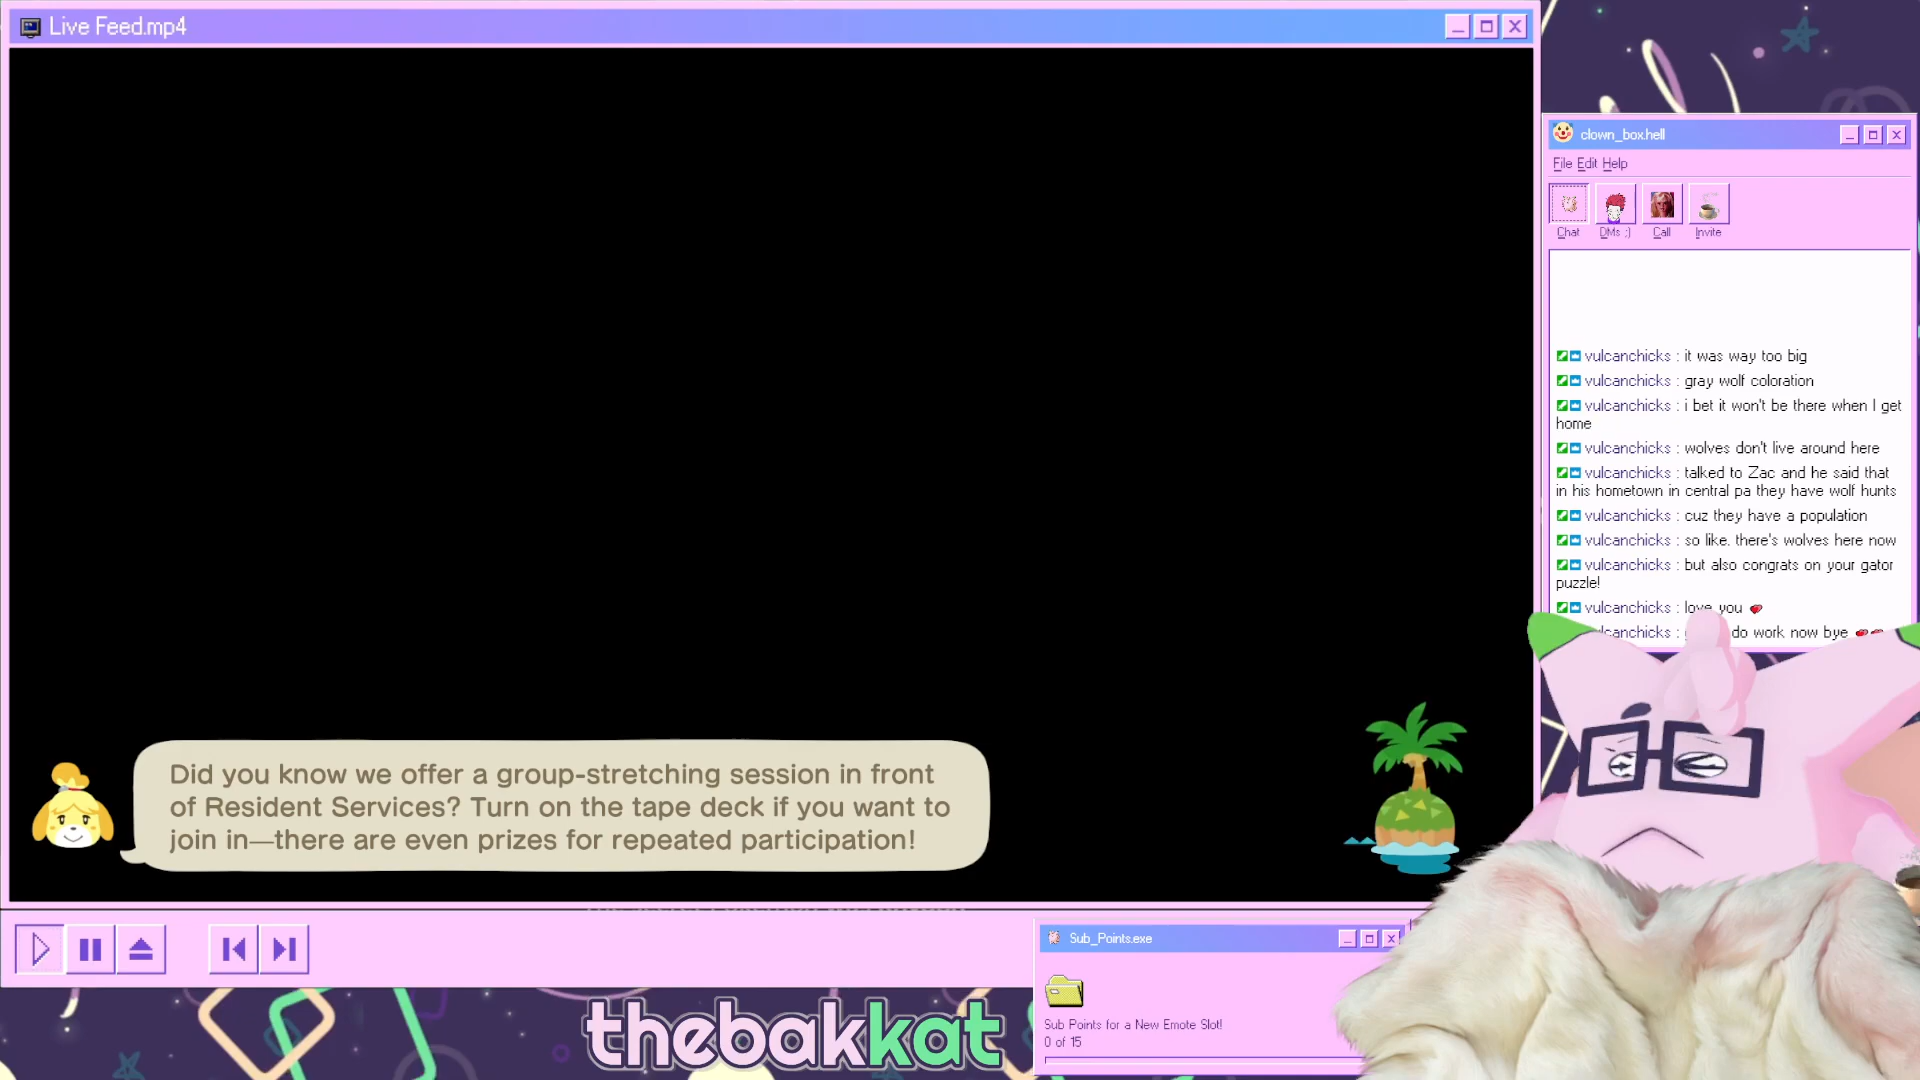 Live Feed.mp4
clown_box.hell
File Edit Help
Chat DMs ;) Call Invite
vulcanchicks : it was way too big
vulcanchicks : gray wolf coloration
vulcanchicks : i bet it won't be there when I get
home
vulcanchicks : wolves don't live around here
vulcanchicks : talked to Zac and he said that
in his hometown in central pa they have wolf hunts
vulcanchicks : cuz they have a population
vulcanchicks : so like. there's wolves here now
vulcanchicks : but also congrats on your gator
puzzle!
vulcanchicks : love you
do work now bye
Did you know we offer a group-stretching session in front
of Resident Services? Turn on the tape deck if you want to
join in—there are even prizes for repeated participation!
Sub_Points.exe
Sub Points for a New Emote Slot!
0 of 15
thebakkat